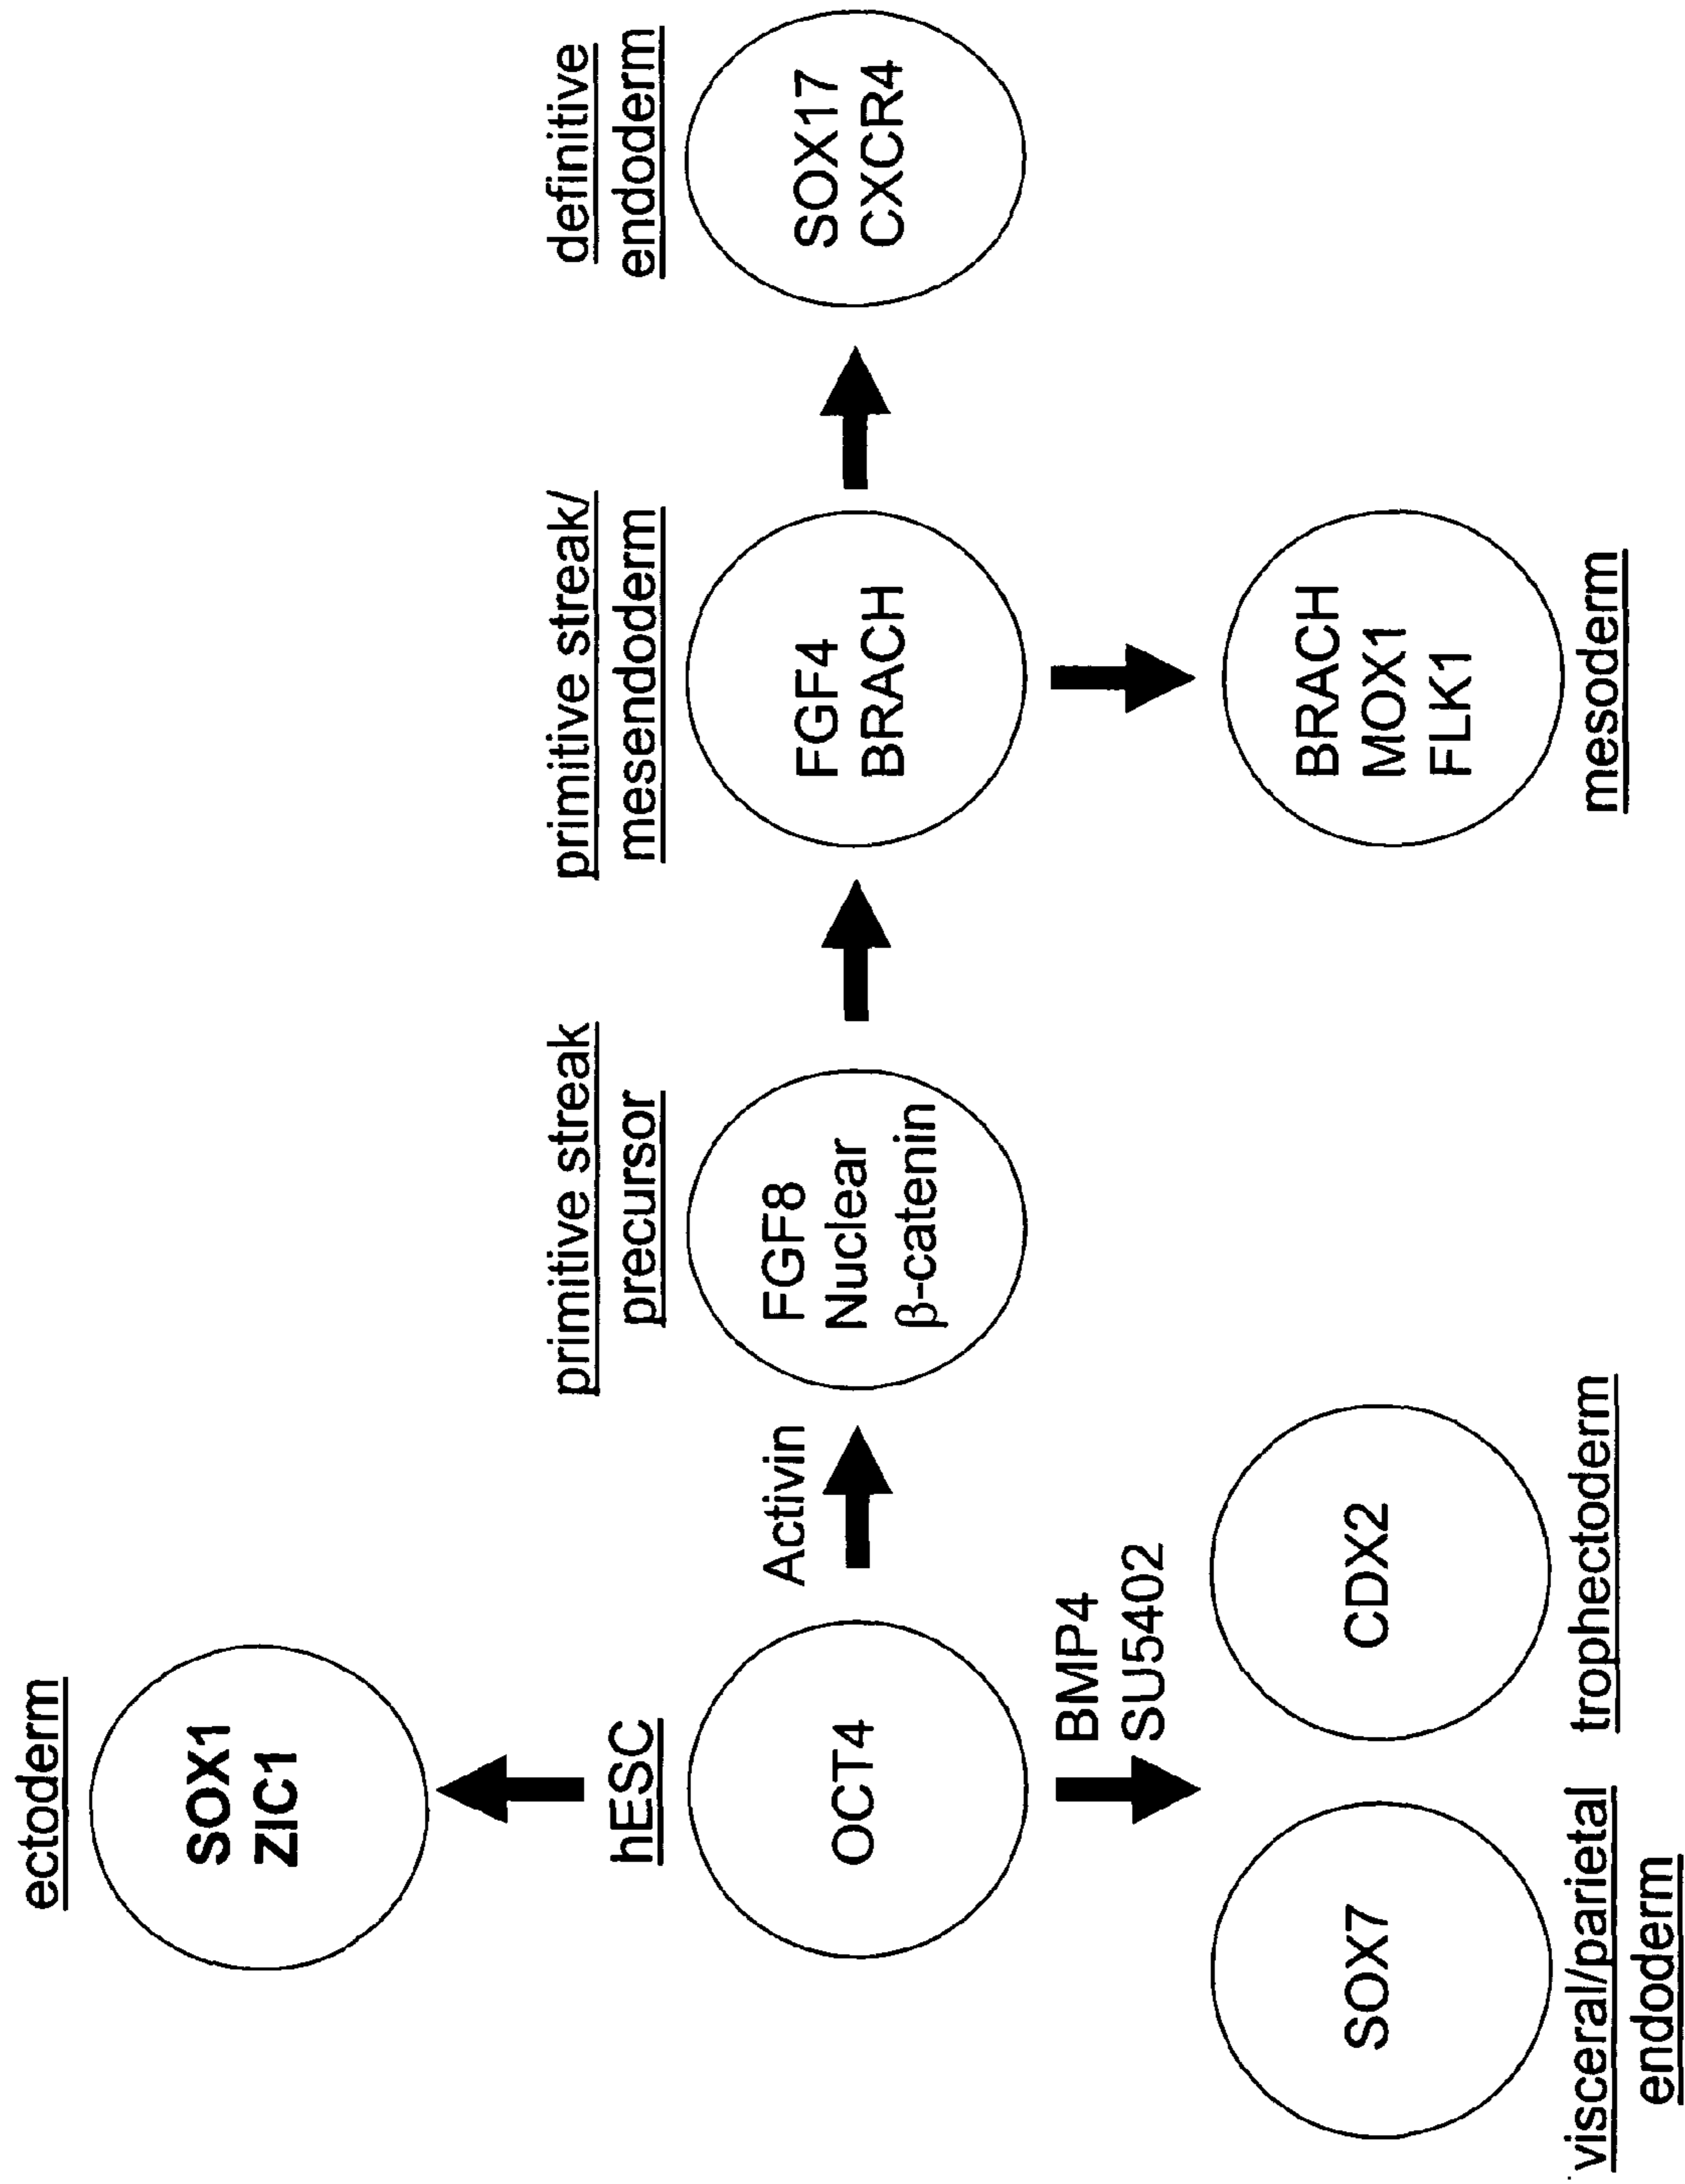 ectoderm
SOX1
ZIC1
hESC
OCT4
Activin
primitive streak
precursor
FGF8
Nuclear
β-catenin
primitive streak/
mesendoderm
FGF4
BRACH
definitive
endoderm
SOX17
CXCR4
BMP4
SU5402
SOX7
visceral/parietal
endoderm
CDX2
trophectoderm
BRACH
MOX1
FLK1
mesoderm